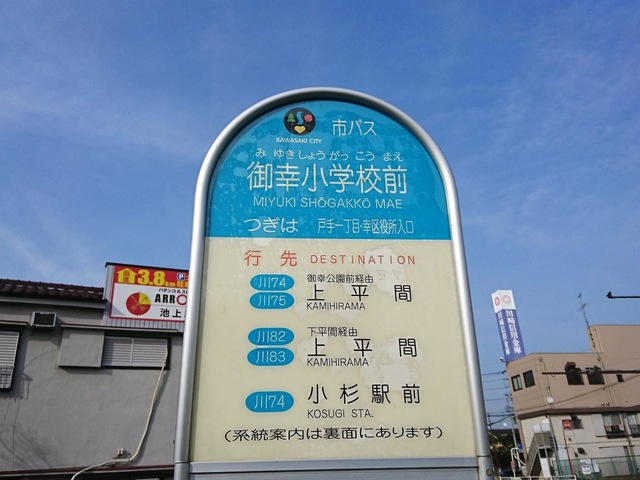 KAWASAKI CITY
市バス
みゆきしょうがっこうまえ
御幸小学校前
MIYUKI SHŌGAKKŌ MAE
つぎは 戸手一丁目・幸区役所入口
行先 DESTINATION
川74 御幸公園前経由
川75 上平間
KAMIHIRAMA
川82 下平間経由
川83 上平間
KAMIHIRAMA
川74 小杉駅前
KOSUGI STA.
(系統案内は裏面にあります)
3.8
P
ARRO
池上
川崎信用金庫